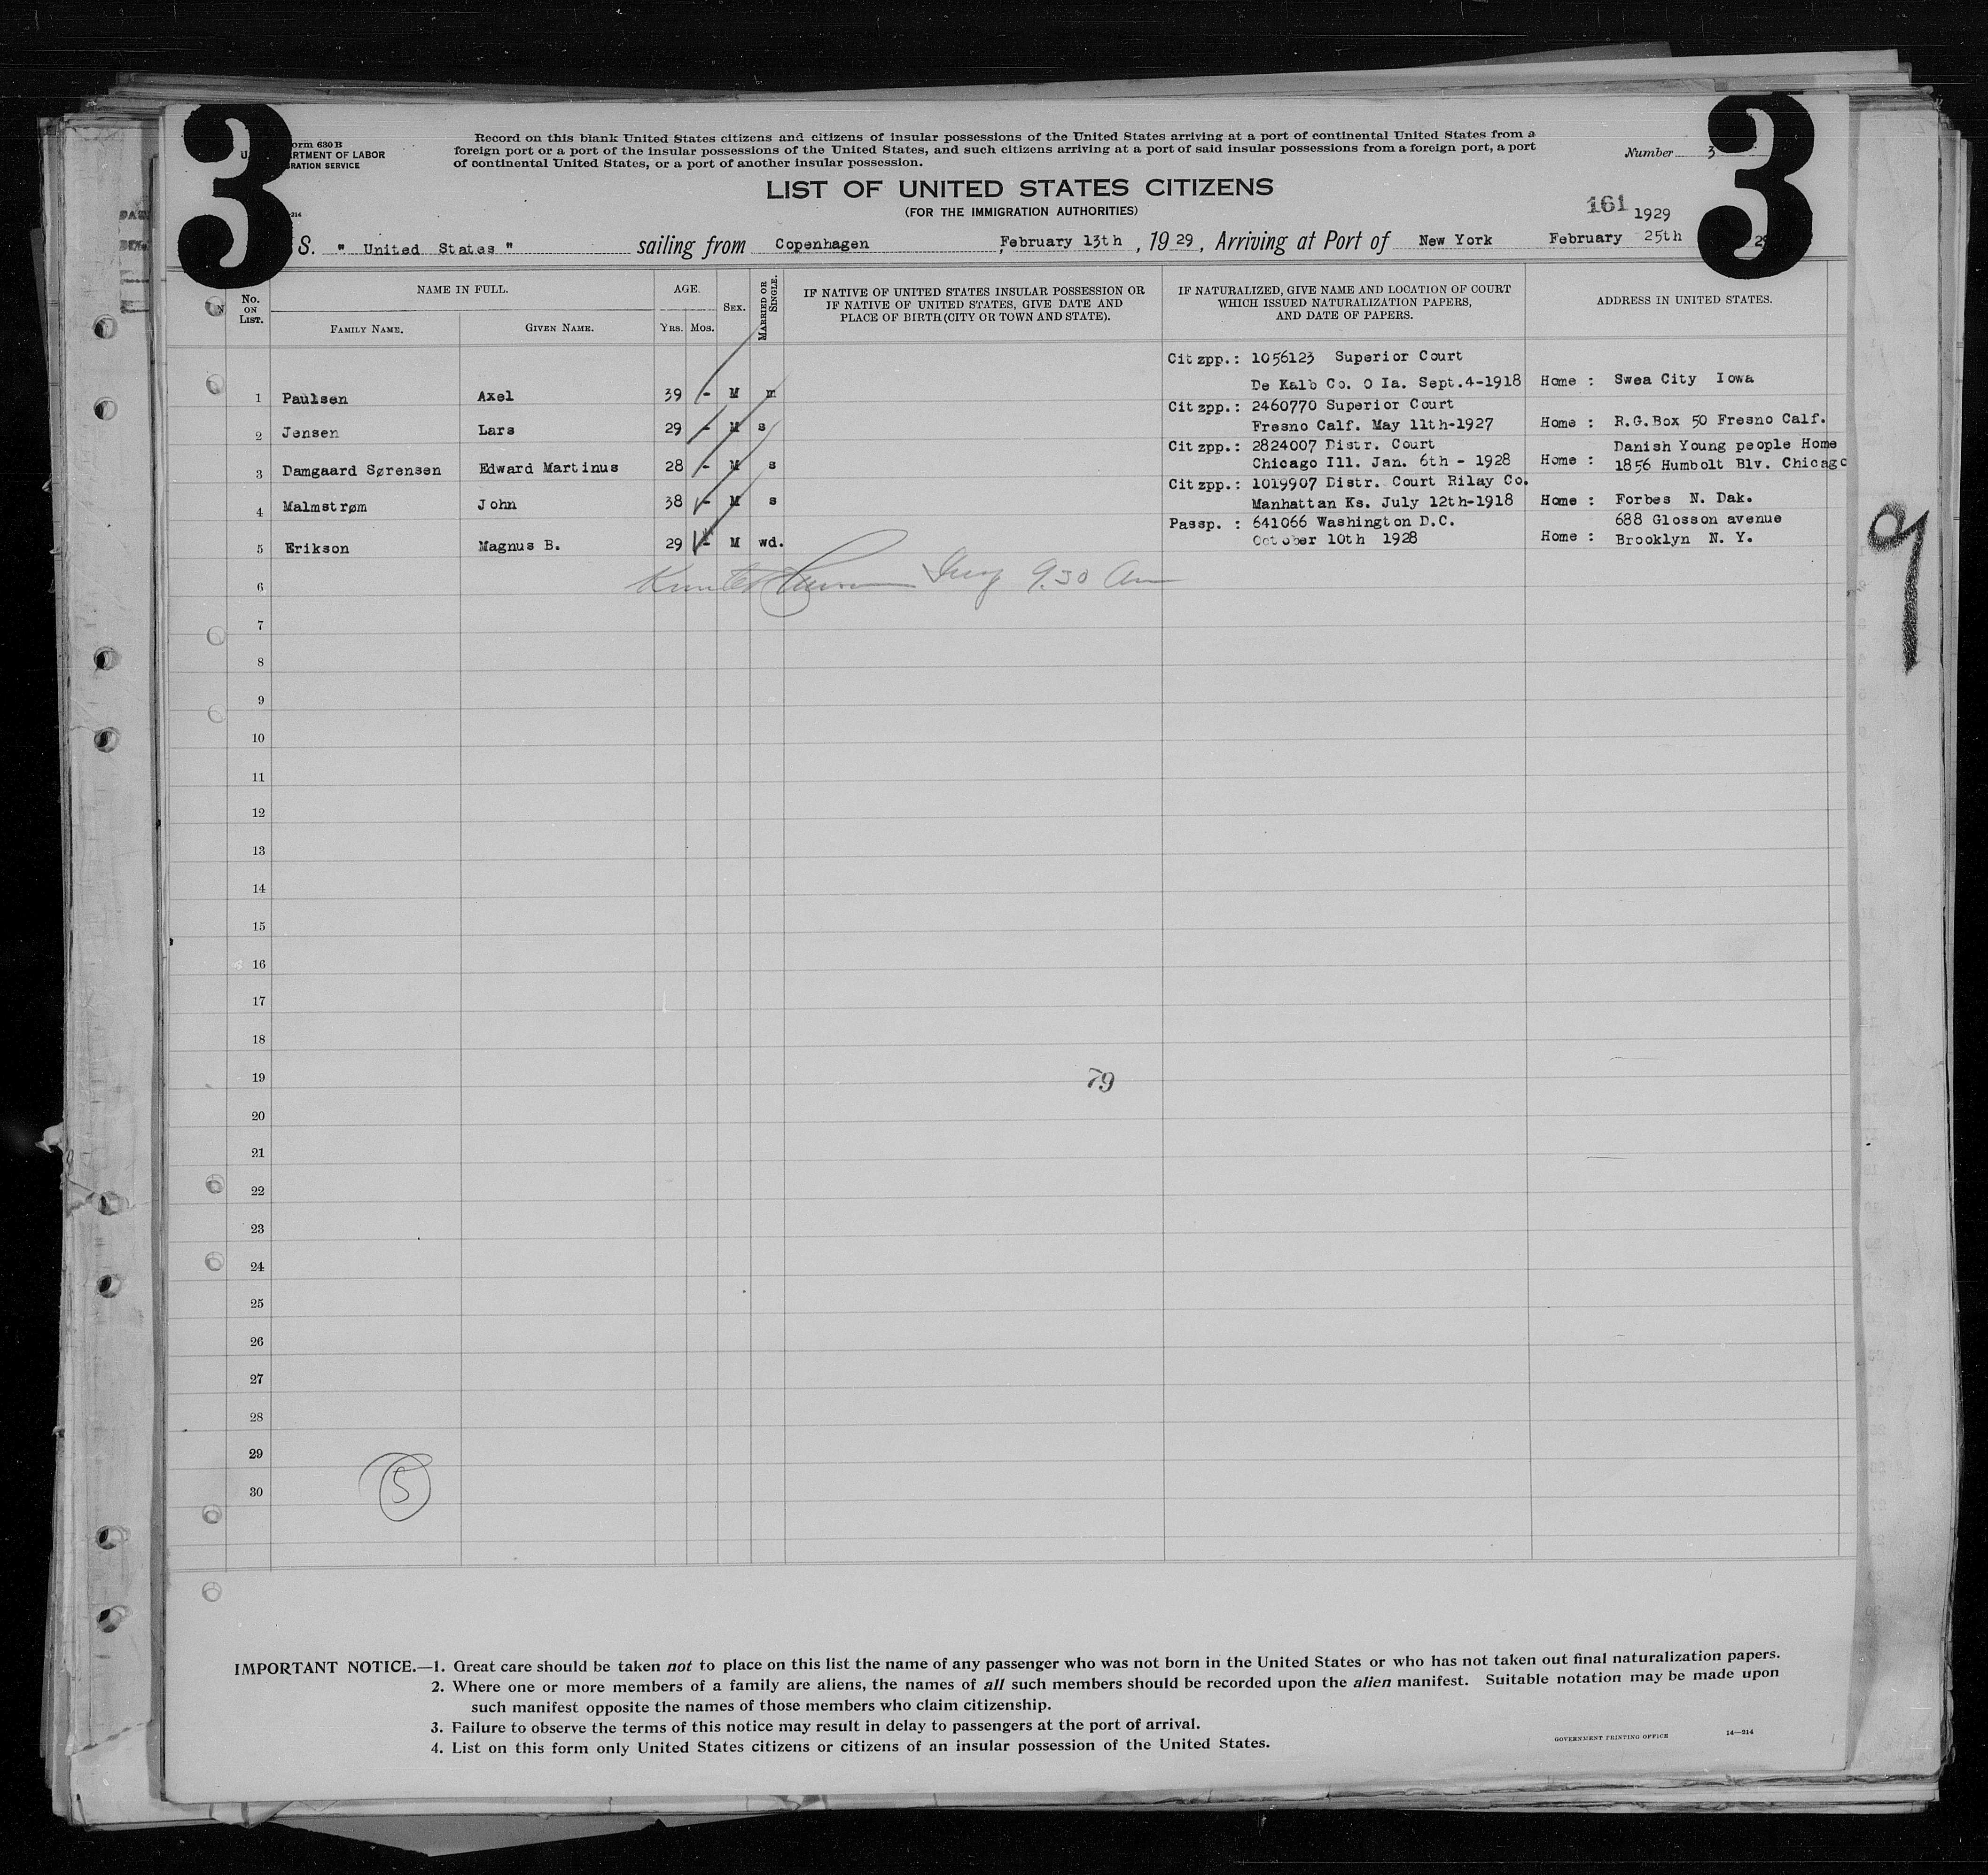 3
3
orm 630 B
U. ARTMENT OF LABOR
GRATION SERVICE
Record on this blank United States citizens and citizens of insular possessions of the United States arriving at a port of continental United States from a
foreign port or a port of the insular possessions of the United States, and such citizens arriving at a port of said insular possessions from a foreign port, a port
of continental United States, or a port of another insular possession.
Number 3
LIST OF UNITED STATES CITIZENS
(FOR THE IMMIGRATION AUTHORITIES)
161 1929
S. " United States " sailing from Copenhagen, February 13th, 1929, Arriving at Port of New York February 25th 29
No. ON LIST.
NAME IN FULL.
FAMILY NAME. GIVEN NAME.
AGE.
YRS. MOS.
SEX.
MARRIED OR SINGLE.
IF NATIVE OF UNITED STATES INSULAR POSSESSION OR
IF NATIVE OF UNITED STATES, GIVE DATE AND
PLACE OF BIRTH (CITY OR TOWN AND STATE).
IF NATURALIZED, GIVE NAME AND LOCATION OF COURT
WHICH ISSUED NATURALIZATION PAPERS,
AND DATE OF PAPERS.
ADDRESS IN UNITED STATES.
Citzpp.: 1056123 Superior Court
1 Paulsen Axel 39 - M m De Kalb Co. O Ia. Sept.4-1918 Home : Swea City Iowa
Citzpp.: 2460770 Superior Court
2 Jensen Lars 29 - M s Fresno Calf. May 11th-1927 Home : R.G.Box 50 Fresno Calf.
Citzpp.: 2824007 Distr. Court Danish Young people Home
3 Damgaard Sørensen Edward Martinus 28 - M s Chicago Ill. Jan. 6th - 1928 Home : 1856 Humbolt Blv. Chicago
Citzpp.: 1019907 Distr. Court Rilay Co.
4 Malmstrøm John 38 - M s Manhattan Ks. July 12th-1918 Home : Forbes N. Dak.
Passp. : 641066 Washington D.C. 688 Glosson avenue
5 Erikson Magnus B. 29 - M wd. October 10th 1928 Home : Brooklyn N. Y.
9.30 Am
6
7
8
9
10
11
12
13
14
15
16
17
18
19
79
20
21
22
23
24
25
26
27
28
29
30
5
9
IMPORTANT NOTICE.—1. Great care should be taken not to place on this list the name of any passenger who was not born in the United States or who has not taken out final naturalization papers.
2. Where one or more members of a family are aliens, the names of all such members should be recorded upon the alien manifest. Suitable notation may be made upon
such manifest opposite the names of those members who claim citizenship.
3. Failure to observe the terms of this notice may result in delay to passengers at the port of arrival.
4. List on this form only United States citizens or citizens of an insular possession of the United States.
GOVERNMENT PRINTING OFFICE 14—214